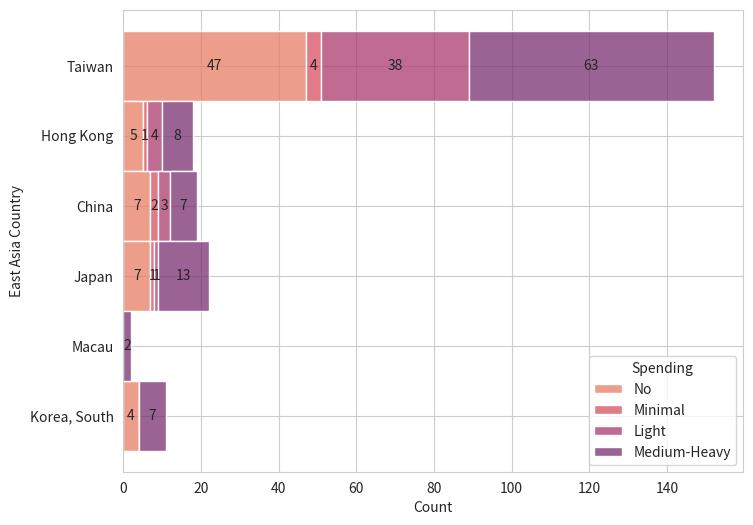 East Asia Country
Taiwan 47 4 38 63
Hong Kong 5 1 4 8
China 7 2 3 7
Japan 7 1 1 13
Macau 2
Korea, South 4 7
Spending
No
Minimal
Light
Medium-Heavy
0 20 40 60 80 100 120 140
Count